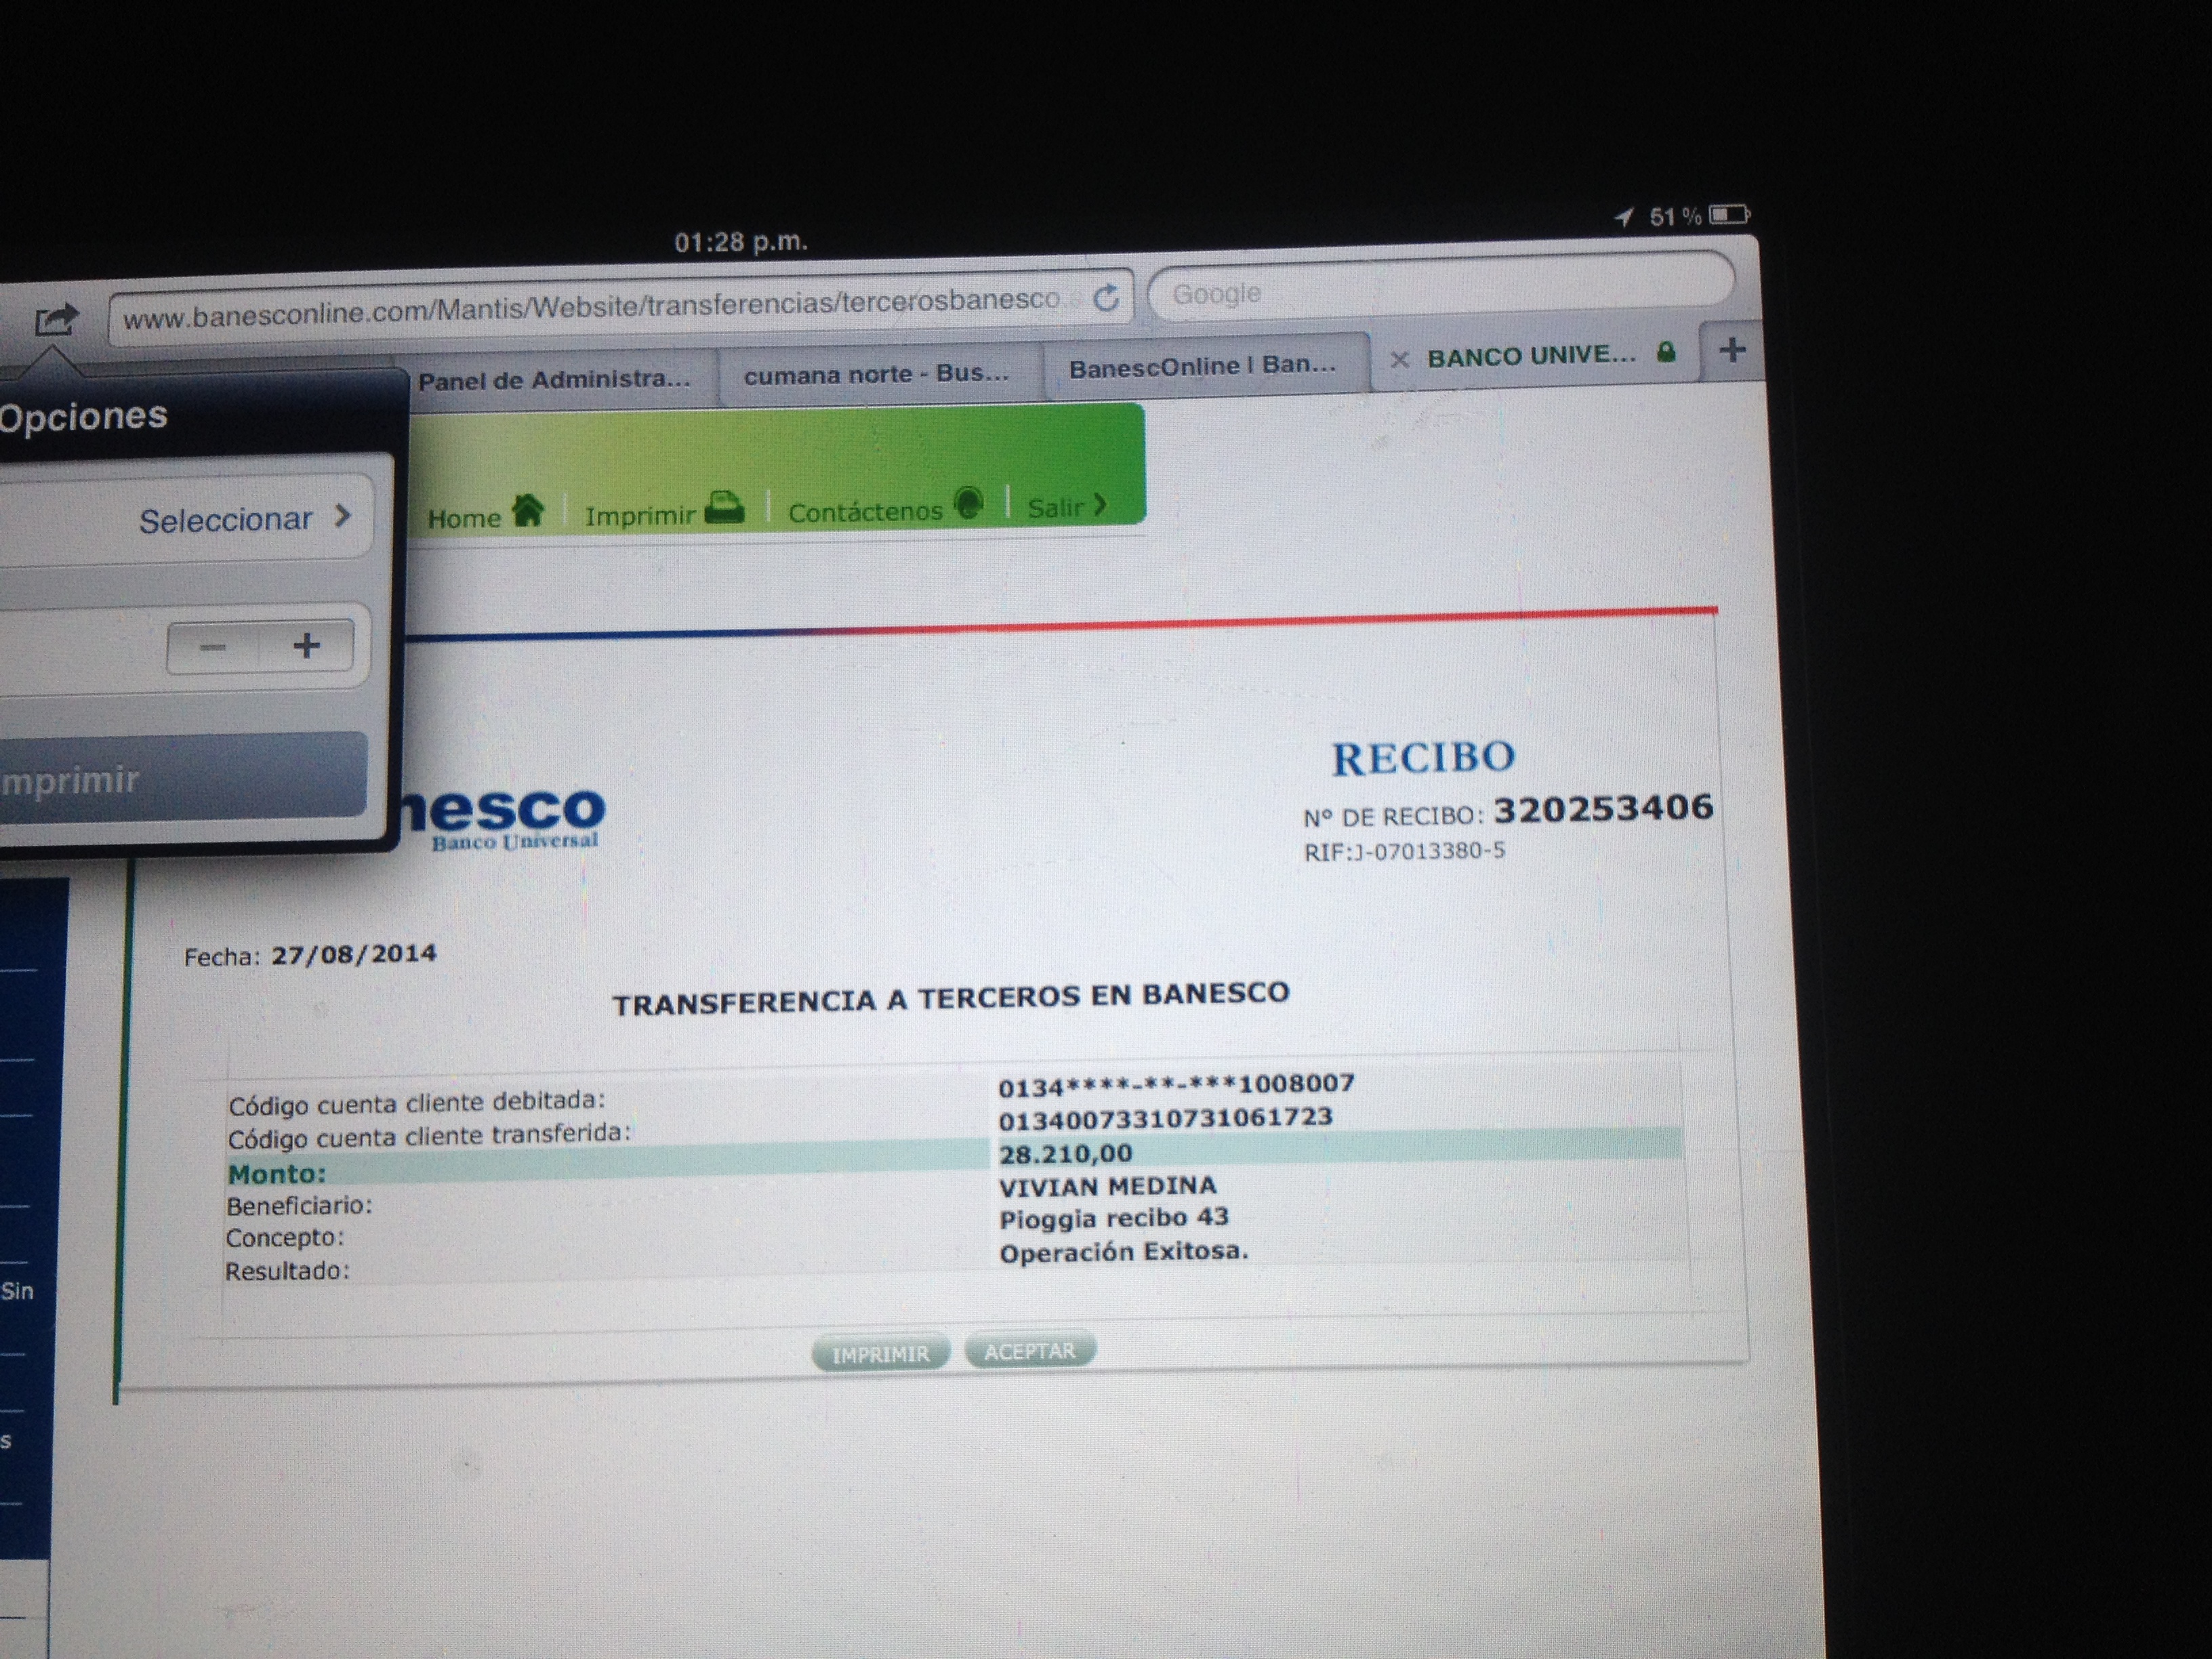 01:28 p.m.
51 %
www.banesconline.com/Mantis/Website/transferencias/tercerosbanesco.
Google
Panel de Administra...
cumana norte - Bus...
BanescOnline | Ban...
BANCO UNIVE...
Opciones
Seleccionar
mprimir
Home
Imprimir
Contáctenos
Salir
RECIBO
Nº DE RECIBO: 320253406
RIF:J-07013380-5
nesco
Banco Universal
Fecha: 27/08/2014
TRANSFERENCIA A TERCEROS EN BANESCO
Código cuenta cliente debitada: 0134****-**-***1008007
Código cuenta cliente transferida: 01340073310731061723
Monto: 28.210,00
Beneficiario: VIVIAN MEDINA
Concepto: Pioggia recibo 43
Resultado: Operación Exitosa.
Sin
s
IMPRIMIR
ACEPTAR